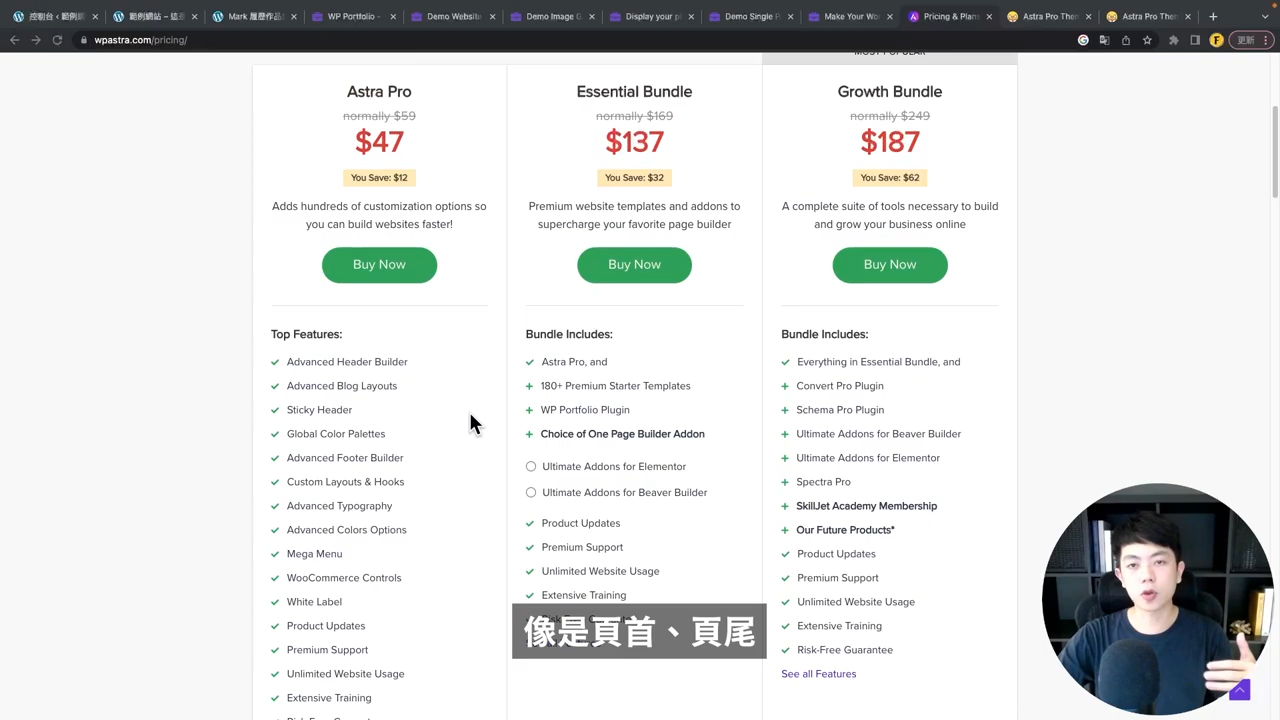 控制台 ‹ 範例網
範例網站 – 這是
Mark 履歷作品
WP Portfolio -
Demo Website
Demo Image G
Display your p
Demo Single P
Make Your Wo
Pricing & Plans
Astra Pro Them
Astra Pro Them
wpastra.com/pricing/
更新
MOST POPULAR
Astra Pro
normally $59
$47
You Save: $12
Adds hundreds of customization options so
you can build websites faster!
Buy Now
Top Features:
Advanced Header Builder
Advanced Blog Layouts
Sticky Header
Global Color Palettes
Advanced Footer Builder
Custom Layouts & Hooks
Advanced Typography
Advanced Colors Options
Mega Menu
WooCommerce Controls
White Label
Product Updates
Premium Support
Unlimited Website Usage
Extensive Training
Essential Bundle
normally $169
$137
You Save: $32
Premium website templates and addons to
supercharge your favorite page builder
Buy Now
Bundle Includes:
Astra Pro, and
180+ Premium Starter Templates
WP Portfolio Plugin
Choice of One Page Builder Addon
Ultimate Addons for Elementor
Ultimate Addons for Beaver Builder
Product Updates
Premium Support
Unlimited Website Usage
Extensive Training
Growth Bundle
normally $249
$187
You Save: $62
A complete suite of tools necessary to build
and grow your business online
Buy Now
Bundle Includes:
Everything in Essential Bundle, and
Convert Pro Plugin
Schema Pro Plugin
Ultimate Addons for Beaver Builder
Ultimate Addons for Elementor
Spectra Pro
SkillJet Academy Membership
Our Future Products*
Product Updates
Premium Support
Unlimited Website Usage
Extensive Training
Risk-Free Guarantee
See all Features
像是頁首、頁尾